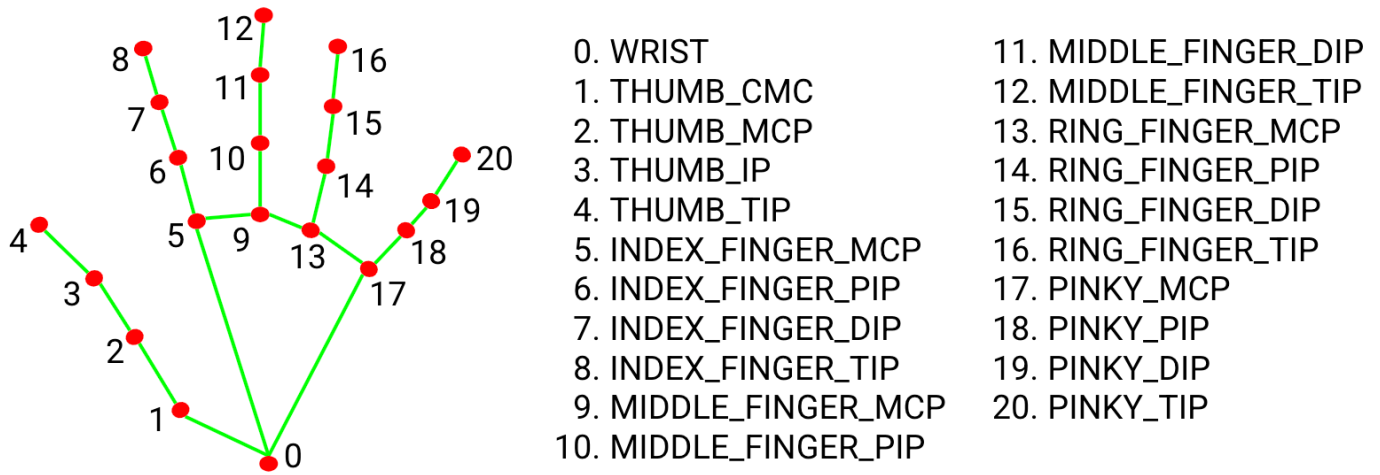 12
8
16
11
7
15
10
20
6
14
19
4
5
9
18
13
3
17
2
1
0
0. WRIST
1. THUMB_CMC
2. THUMB_MCP
3. THUMB_IP
4. THUMB_TIP
5. INDEX_FINGER_MCP
6. INDEX_FINGER_PIP
7. INDEX_FINGER_DIP
8. INDEX_FINGER_TIP
9. MIDDLE_FINGER_MCP
10. MIDDLE_FINGER_PIP
11. MIDDLE_FINGER_DIP
12. MIDDLE_FINGER_TIP
13. RING_FINGER_MCP
14. RING_FINGER_PIP
15. RING_FINGER_DIP
16. RING_FINGER_TIP
17. PINKY_MCP
18. PINKY_PIP
19. PINKY_DIP
20. PINKY_TIP